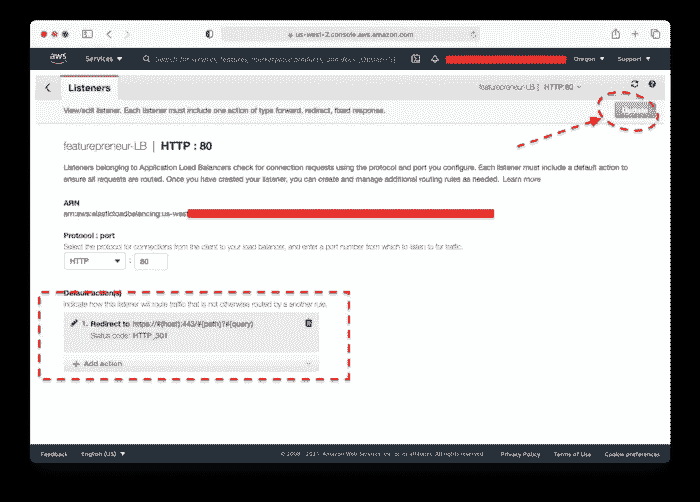 us-west-2.console.aws.amazon.com
aws Services Search for services, features, marketplace products, and docs Oregon Support
Listeners featurepreneur-LB | HTTP:80
View/edit listener. Each listener must include one action of type forward, redirect, fixed response.
featurepreneur-LB | HTTP : 80
Listeners belonging to Application Load Balancers check for connection requests using the protocol and port you configure. Each listener must include a default action to
ensure all requests are routed. Once you have created your listener, you can create and manage additional routing rules as needed. Learn more
ARN
arn:aws:elasticloadbalancing:us-west
Protocol : port
Select the protocol for connections from the client to your load balancer, and enter a port number from which to listen to for traffic.
HTTP : 80
Default action(s)
Indicate how this listener will route traffic that is not otherwise routed by another rule.
1. Redirect to https://#{host}:443/#{path}?#{query}
Status code: HTTP_301
Add action
Feedback English (US) © 2008 - Amazon Web Services, Inc. or its affiliates. All rights reserved. Privacy Policy Terms of Use Cookie preferences